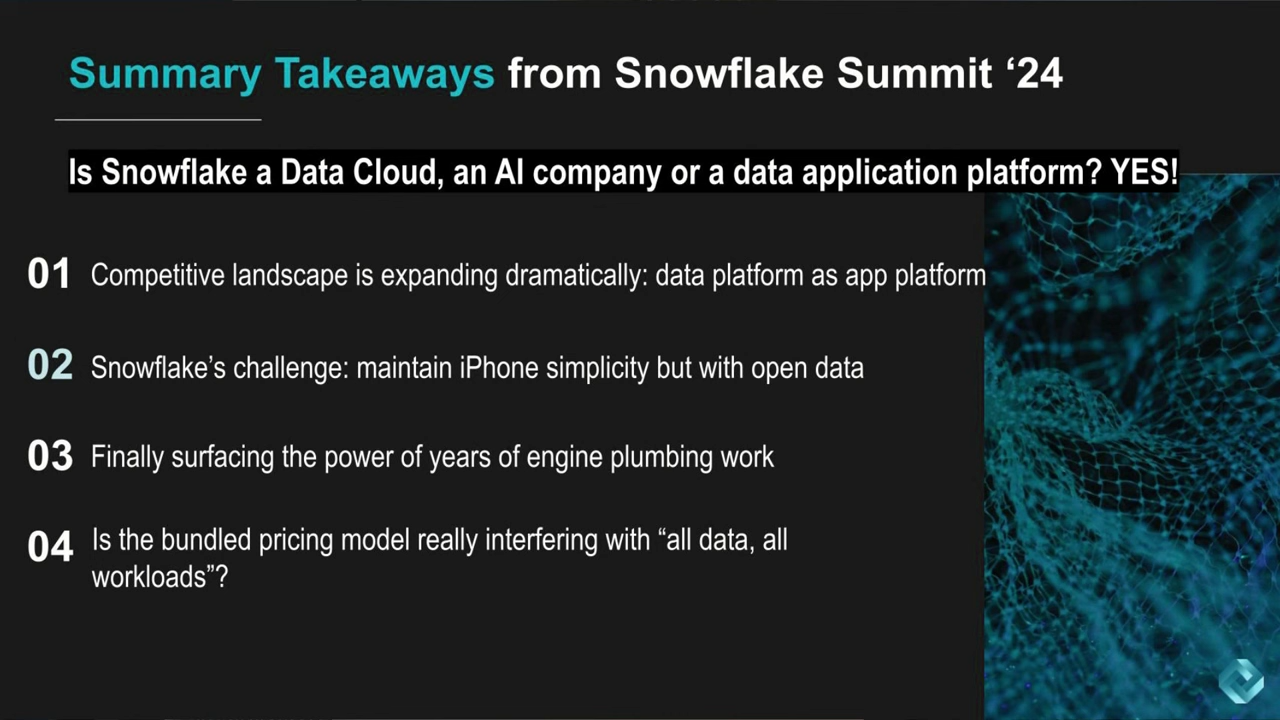 Summary Takeaways from Snowflake Summit ‘24
Is Snowflake a Data Cloud, an AI company or a data application platform? YES!
01 Competitive landscape is expanding dramatically: data platform as app platform
02 Snowflake’s challenge: maintain iPhone simplicity but with open data
03 Finally surfacing the power of years of engine plumbing work
04 Is the bundled pricing model really interfering with “all data, all
workloads”?